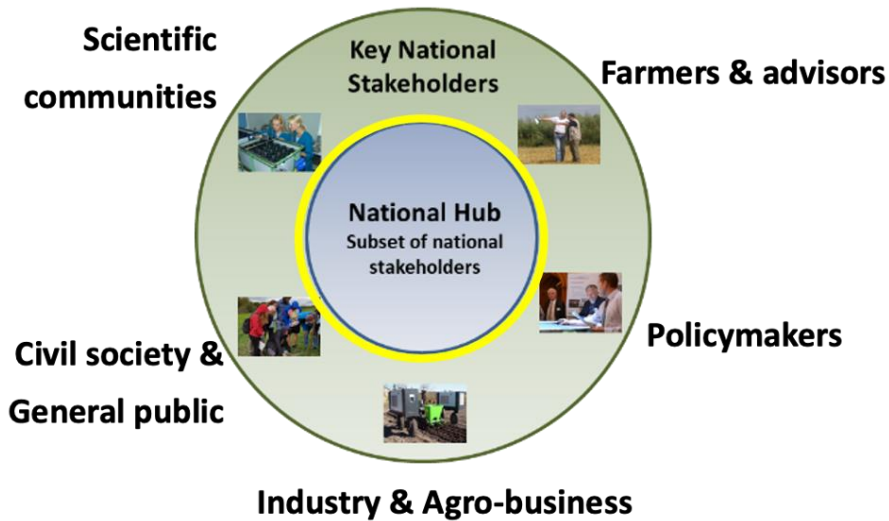 Scientific
communities
Key National
Stakeholders
Farmers & advisors
National Hub
Subset of national
stakeholders
Policymakers
Civil society &
General public
Industry & Agro-business